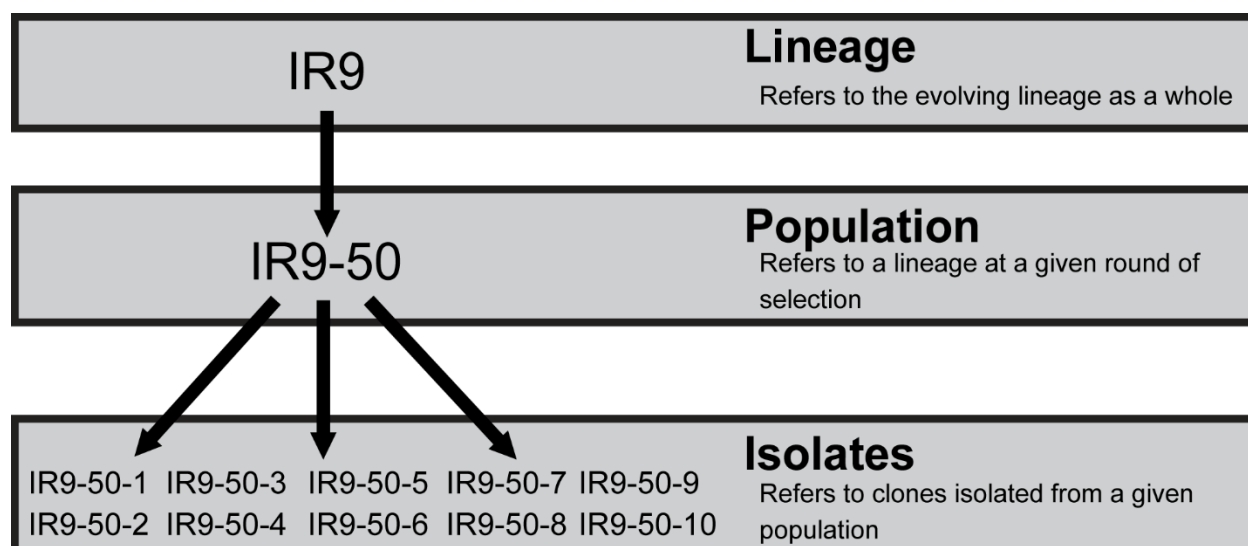 IR9
Lineage
Refers to the evolving lineage as a whole
IR9-50
Population
Refers to a lineage at a given round of
selection
IR9-50-1 IR9-50-3 IR9-50-5 IR9-50-7 IR9-50-9
IR9-50-2 IR9-50-4 IR9-50-6 IR9-50-8 IR9-50-10
Isolates
Refers to clones isolated from a given
population